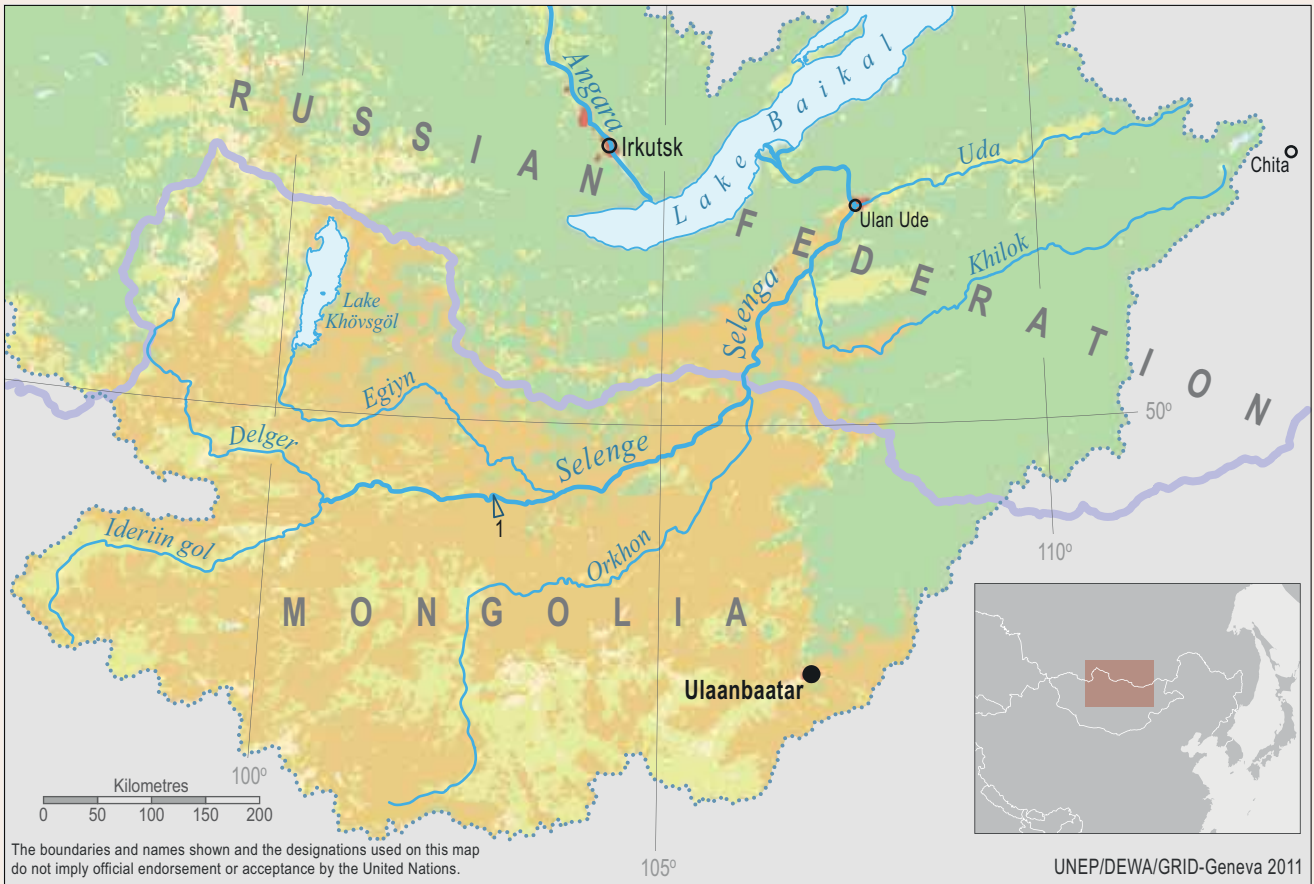 RUSSIAN
FEDERATION
Angara
Irkutsk
Lake Baikal
Uda
Chita
Ulan Ude
Khilok
Lake
Khövsgöl
Selenga
Egiyn
50º
Delger
Selenge
1
Ideriin gol
Orkhon
110º
MONGOLIA
Ulaanbaatar
100º
Kilometres
0 50 100 150 200
The boundaries and names shown and the designations used on this map
do not imply official endorsement or acceptance by the United Nations.
105º
UNEP/DEWA/GRID-Geneva 2011